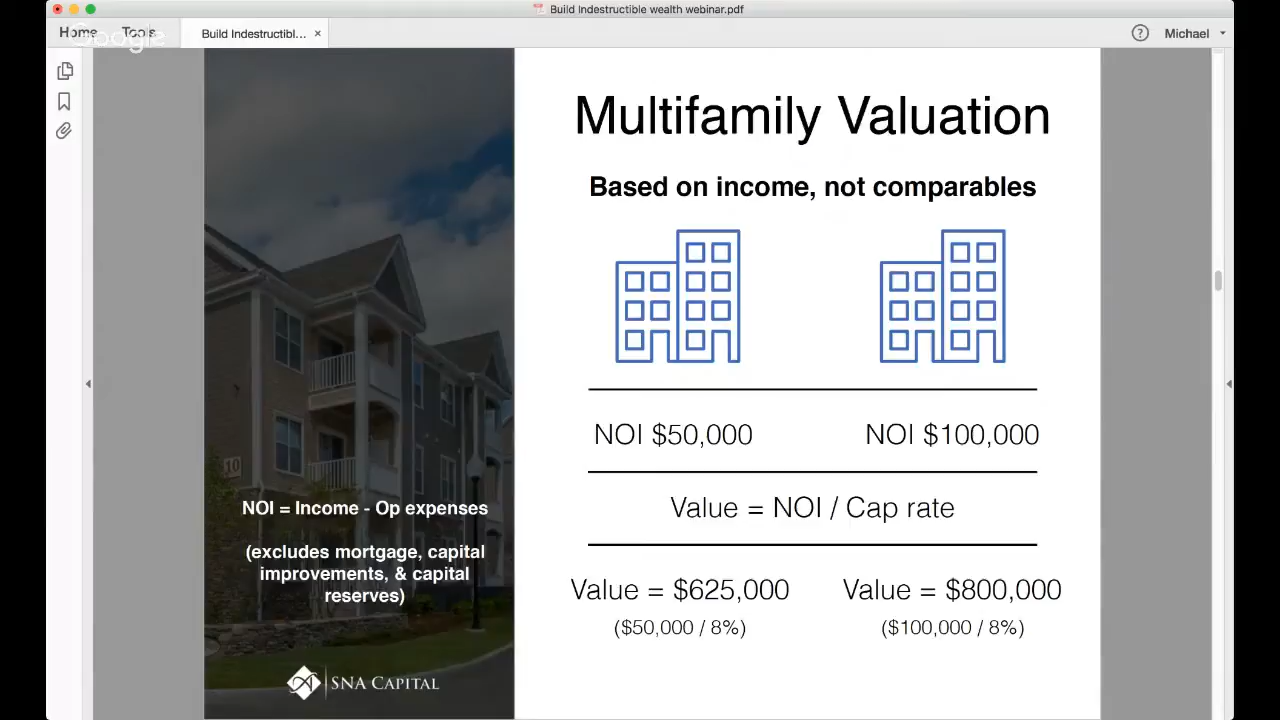 Build Indestructible wealth webinar.pdf
Home
Tools
Google
Build Indestructibl... ×
?
Michael
Multifamily Valuation
Based on income, not comparables
NOI $50,000
NOI $100,000
Value = NOI / Cap rate
Value = $625,000
Value = $800,000
($50,000 / 8%)
($100,000 / 8%)
10
NOI = Income - Op expenses
(excludes mortgage, capital
improvements, & capital
reserves)
SNA CAPITAL